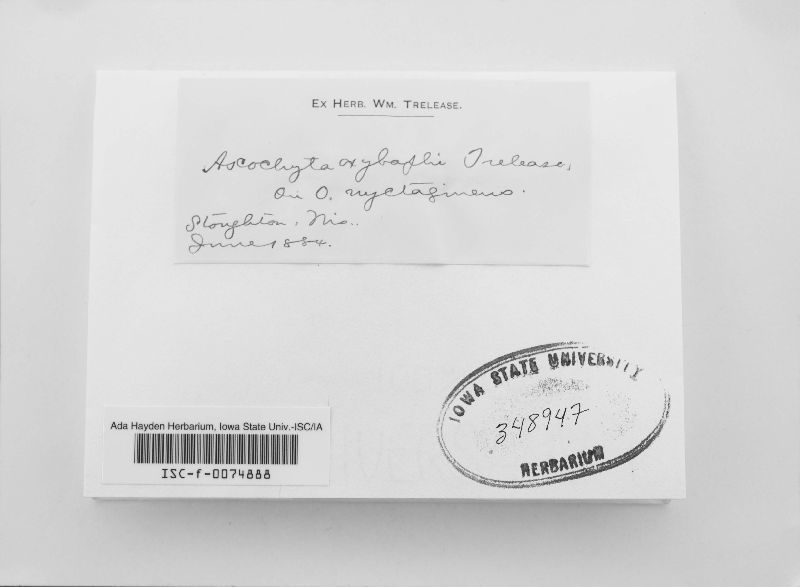 Ex Herb. Wm. Trelease.
Ascochyta oxybaphi Trelease,
On O. nyctagineus.
Stoughton, Wis..
June 1884.
IOWA STATE UNIVERSITY
348947
HERBARIUM
Ada Hayden Herbarium, Iowa State Univ.-ISC/IA
ISC-f-0074888